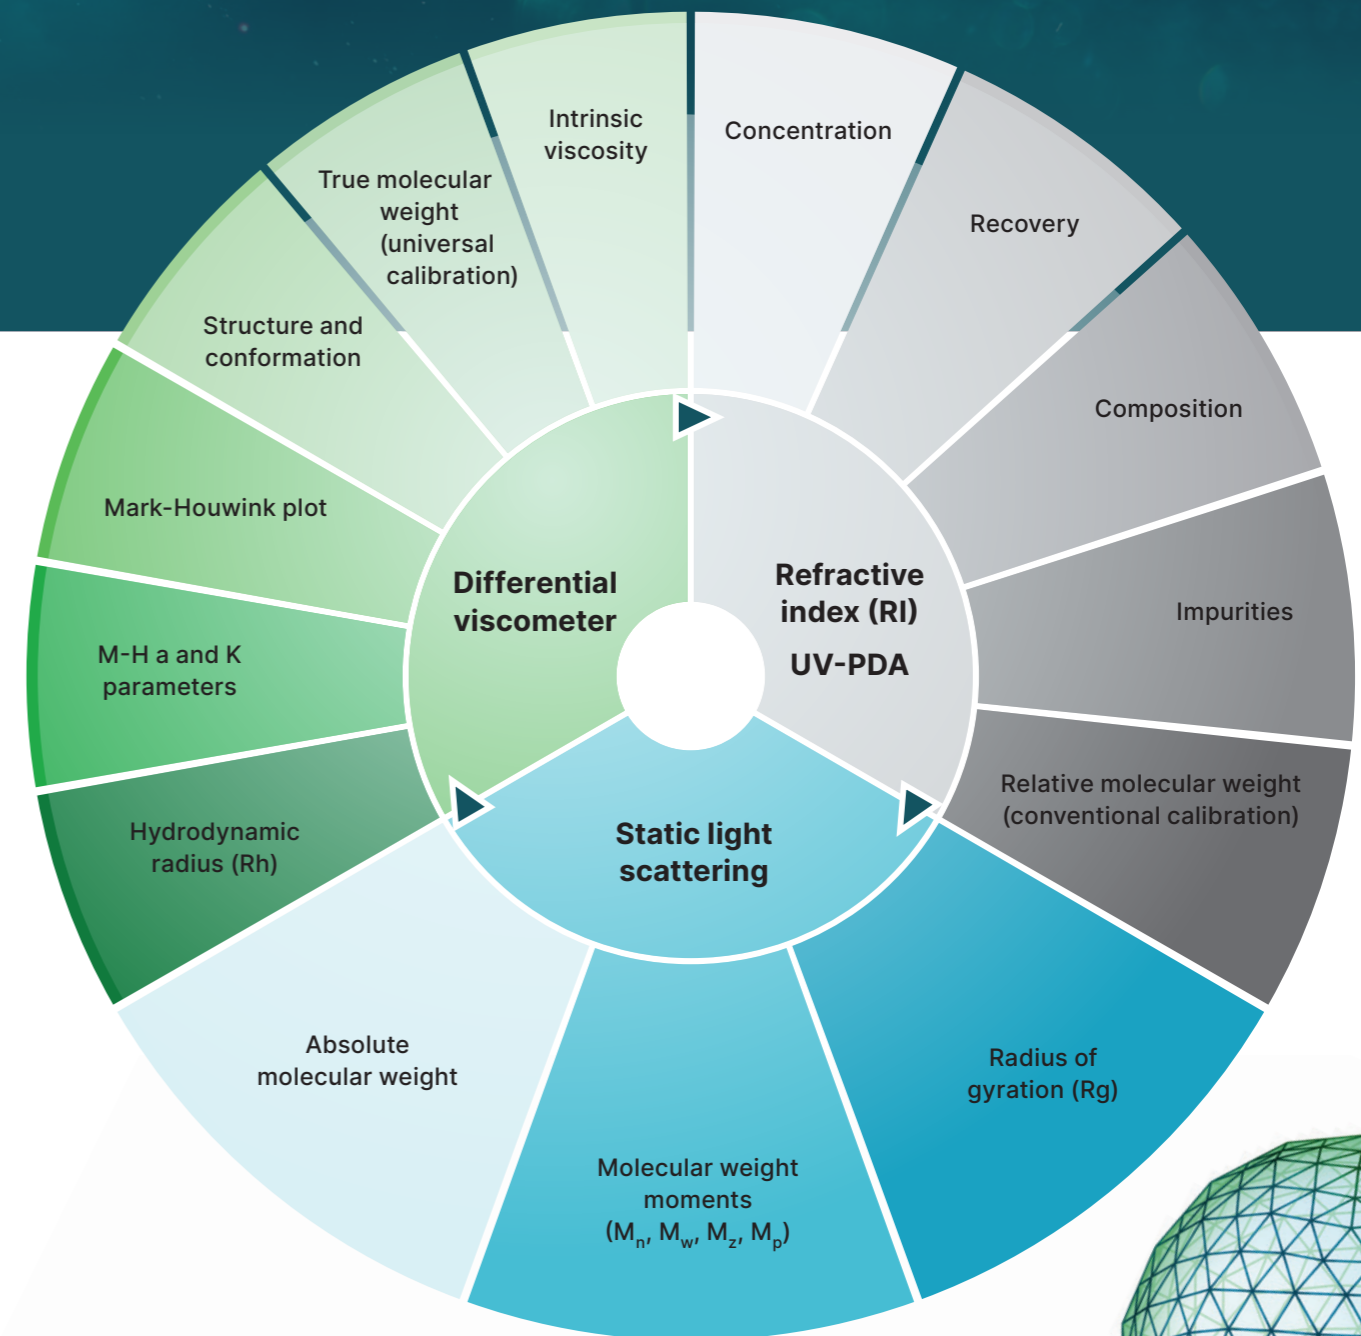 Intrinsic
viscosity
Concentration
True molecular
weight
(universal
calibration)
Recovery
Structure and
conformation
Composition
Mark-Houwink plot
Impurities
M-H a and K
parameters
Relative molecular weight
(conventional calibration)
Hydrodynamic
radius (Rh)
Differential
viscometer
Refractive
index (RI)
UV-PDA
Static light
scattering
Absolute
molecular weight
Molecular weight
moments
(Mn, Mw, Mz, Mp)
Radius of
gyration (Rg)